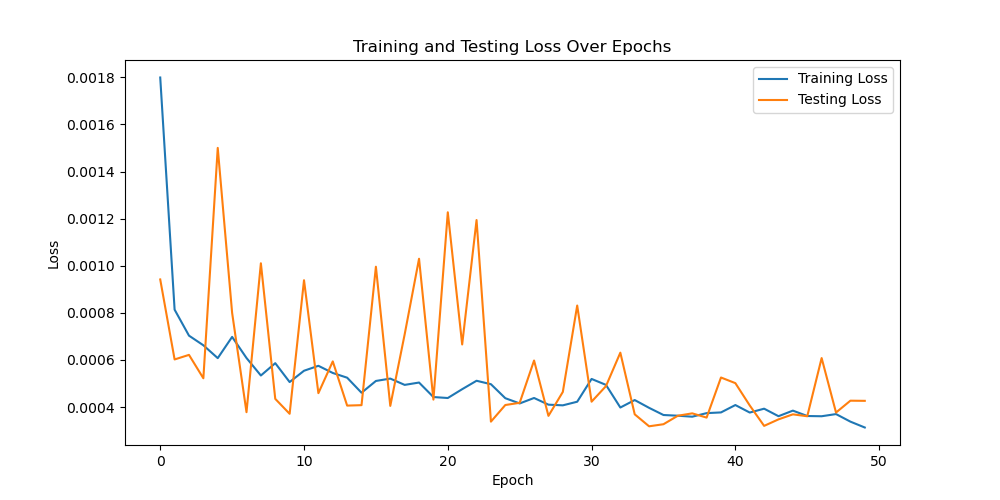 Training and Testing Loss Over Epochs
Training Loss
Testing Loss
0.0018
0.0016
0.0014
0.0012
0.0010
0.0008
0.0006
0.0004
Loss
0 10 20 30 40 50
Epoch